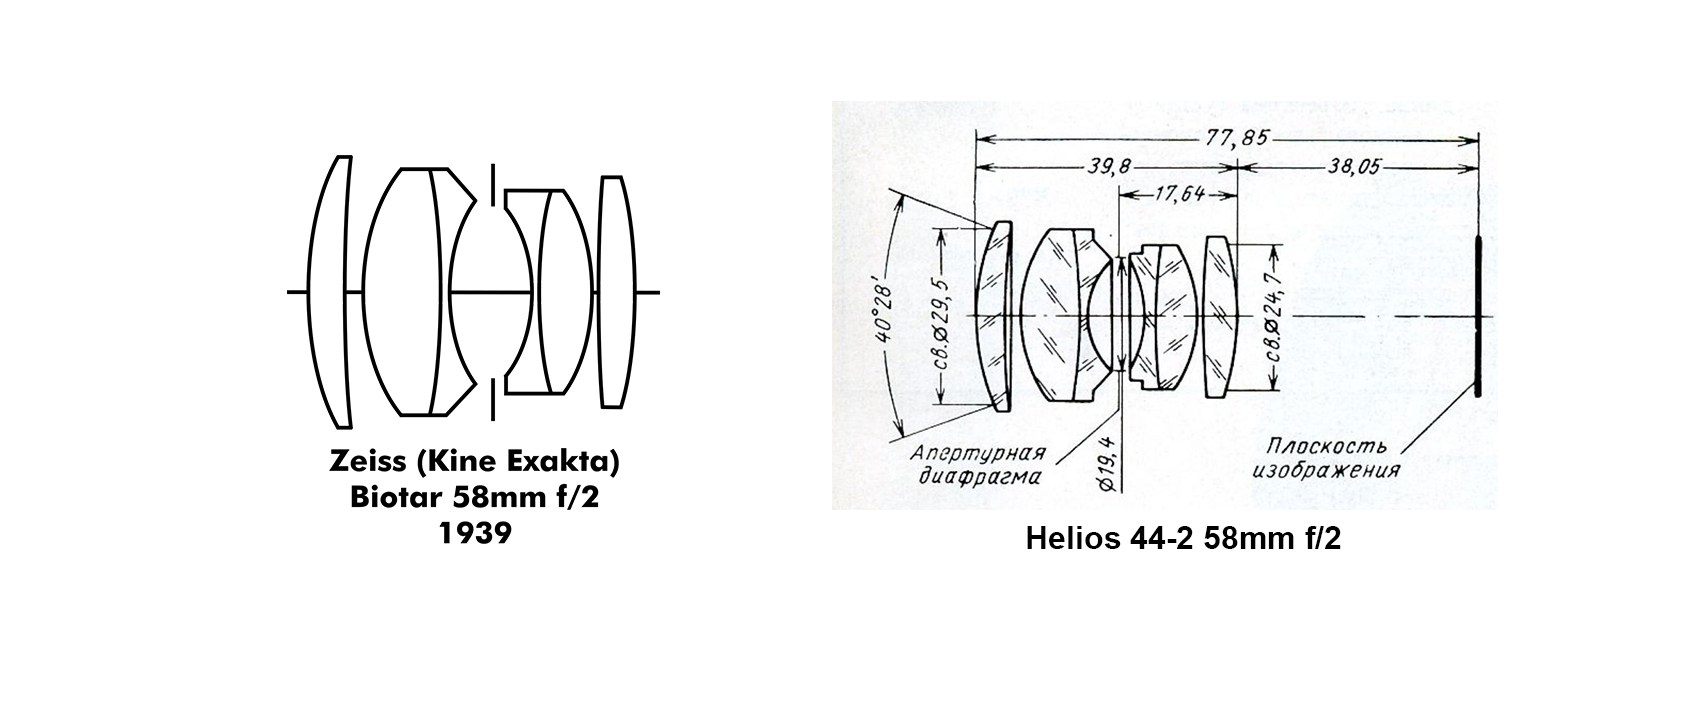 Zeiss (Kine Exakta)
Biotar 58mm f/2
1939
77,85
39,8
38,05
17,64
40°28'
св.Ø29,5
св.Ø24,7
Апертурная
диафрагма
Ø19,4
Плоскость
изображения
Helios 44-2 58mm f/2